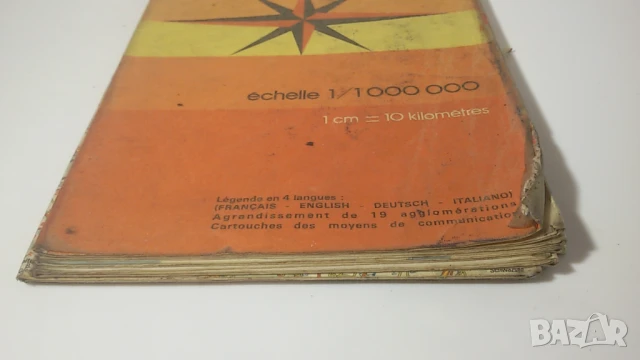 échelle 1/1 000 000
1 cm = 10 kilomètres
Légende en 4 langues :
(FRANÇAIS - ENGLISH - DEUTSCH - ITALIANO)
Agrandissement de 19 agglomérations
Cartouches des moyens de communication
BAZAR
.bg